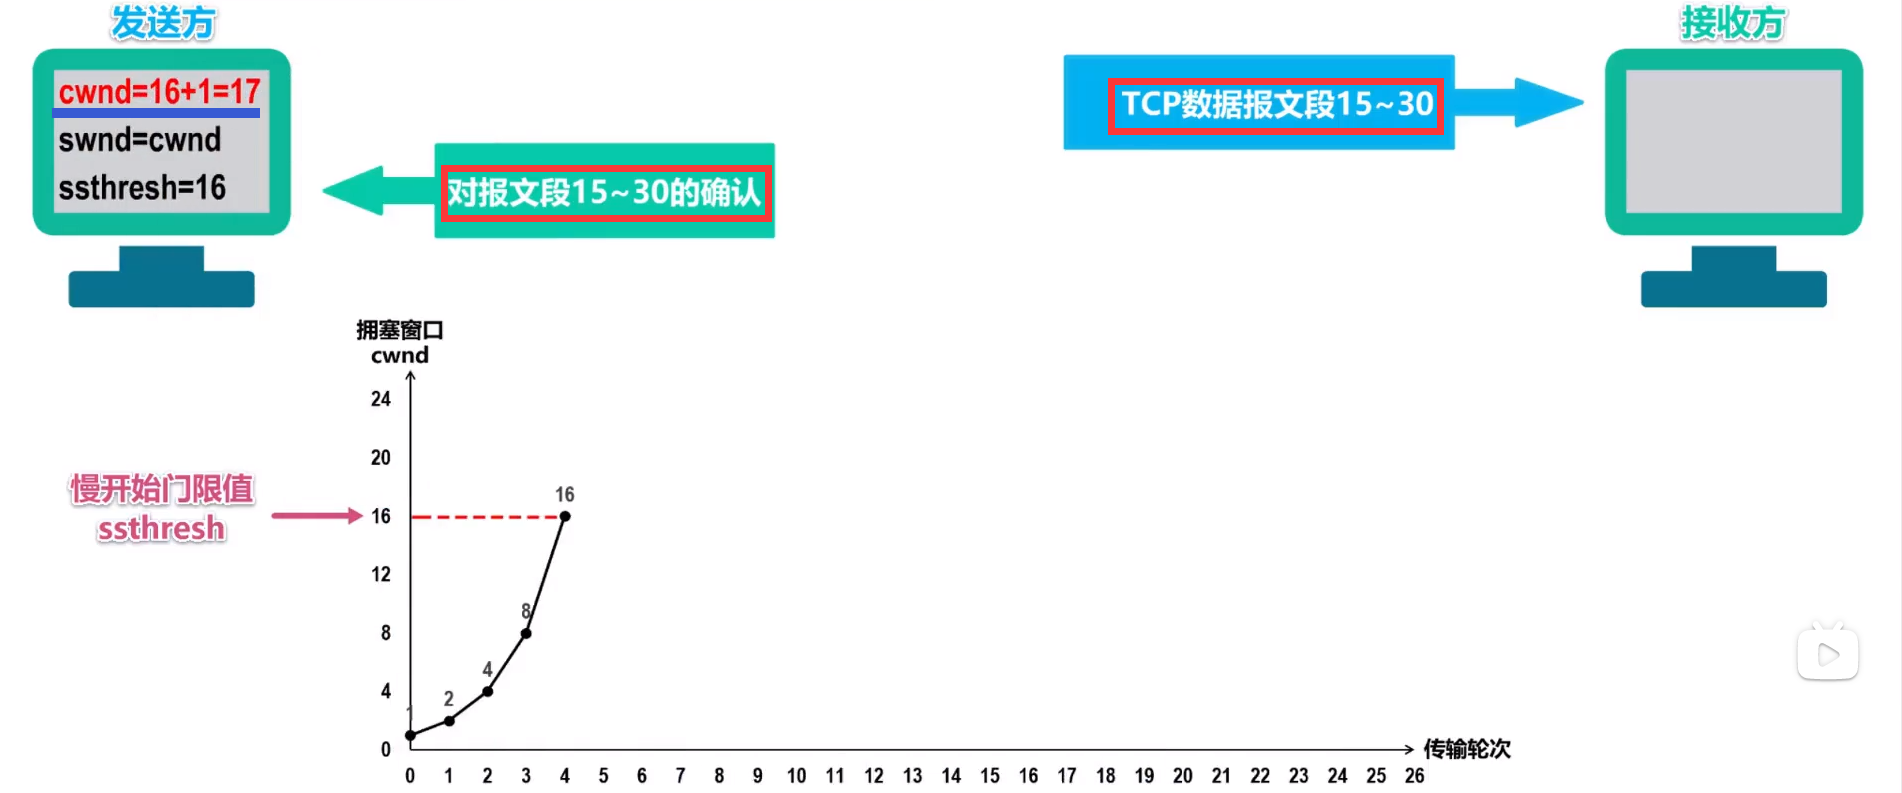 发送方
接收方
cwnd=16+1=17
swnd=cwnd
ssthresh=16
TCP数据报文段15~30
对报文段15~30的确认
拥塞窗口
cwnd
24
20
16
12
8
4
0
慢开始门限值
ssthresh
1
2
4
8
16
0 1 2 3 4 5 6 7 8 9 10 11 12 13 14 15 16 17 18 19 20 21 22 23 24 25 26
传输轮次